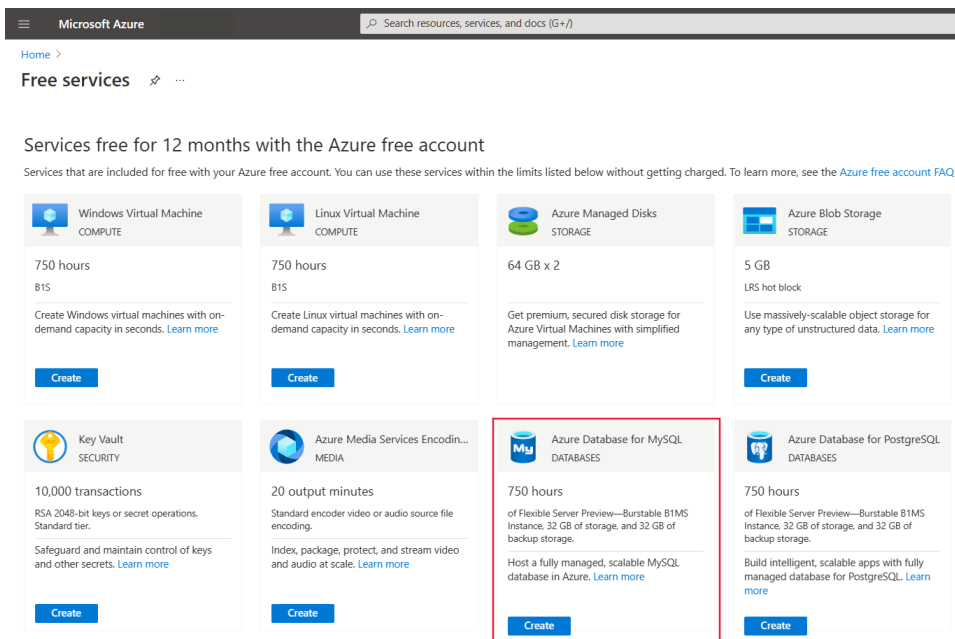 Microsoft Azure
Search resources, services, and docs (G+/)
Home >
Free services ...
Services free for 12 months with the Azure free account
Services that are included for free with your Azure free account. You can use these services within the limits listed below without getting charged. To learn more, see the Azure free account FAQ
Windows Virtual Machine
COMPUTE
750 hours
B1S
Create Windows virtual machines with on-
demand capacity in seconds. Learn more
Create
Linux Virtual Machine
COMPUTE
750 hours
B1S
Create Linux virtual machines with on-
demand capacity in seconds. Learn more
Create
Azure Managed Disks
STORAGE
64 GB x 2
Get premium, secured disk storage for
Azure Virtual Machines with simplified
management. Learn more
Azure Blob Storage
STORAGE
5 GB
LRS hot block
Use massively-scalable object storage for
any type of unstructured data. Learn more
Create
Key Vault
SECURITY
10,000 transactions
RSA 2048-bit keys or secret operations,
Standard tier.
Safeguard and maintain control of keys
and other secrets. Learn more
Create
Azure Media Services Encodin...
MEDIA
20 output minutes
Standard encoder video or audio source file
encoding.
Index, package, protect, and stream video
and audio at scale. Learn more
Create
My
Azure Database for MySQL
DATABASES
750 hours
of Flexible Server Preview—Burstable B1MS
Instance, 32 GB of storage, and 32 GB of
backup storage.
Host a fully managed, scalable MySQL
database in Azure. Learn more
Create
Azure Database for PostgreSQL
DATABASES
750 hours
of Flexible Server Preview—Burstable B1MS
Instance, 32 GB of storage, and 32 GB of
backup storage.
Build intelligent, scalable apps with fully
managed database for PostgreSQL. Learn
more
Create